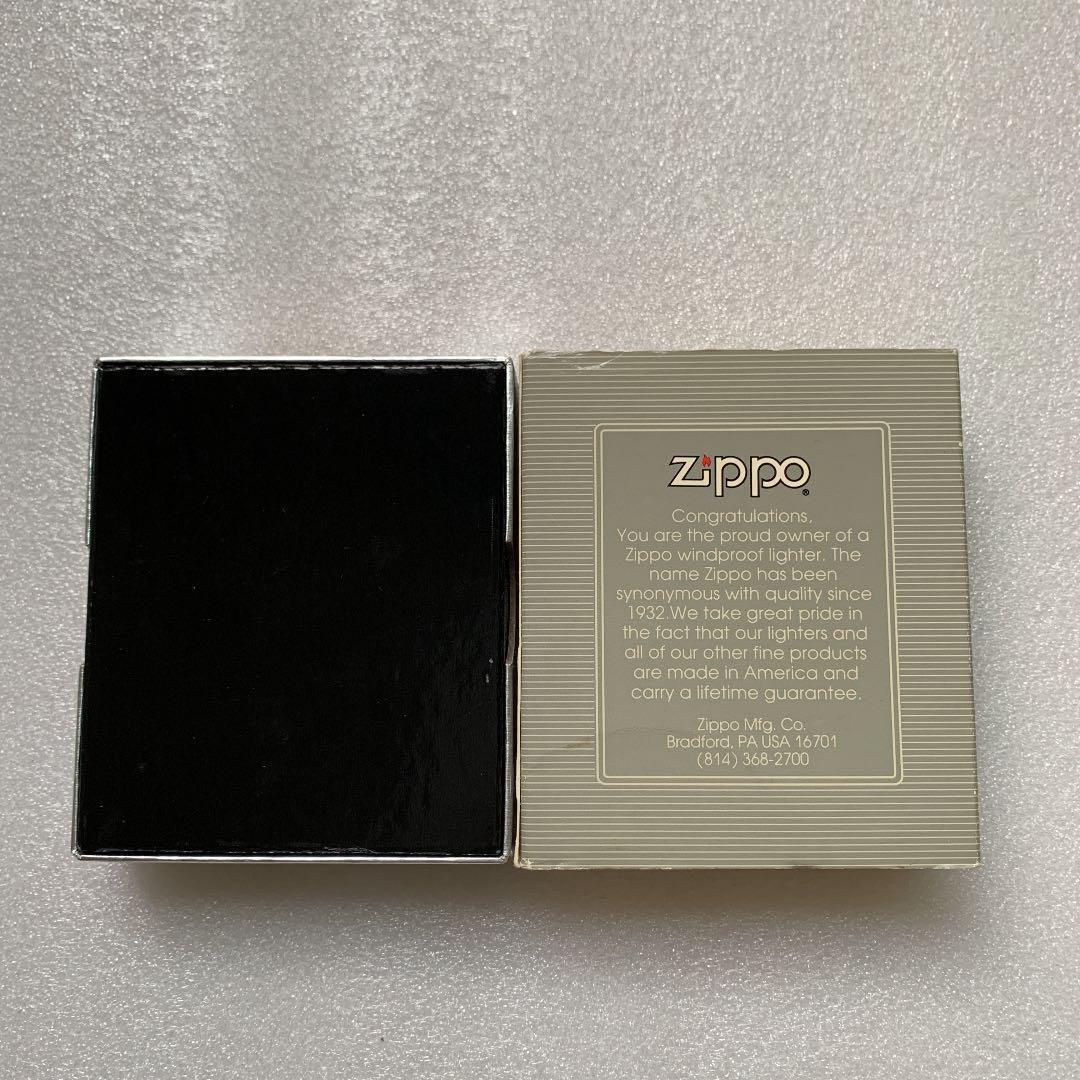 Zippo®
Congratulations,
You are the proud owner of a
Zippo windproof lighter. The
name Zippo has been
synonymous with quality since
1932.We take great pride in
the fact that our lighters and
all of our other fine products
are made in America and
carry a lifetime guarantee.
Zippo Mfg. Co.
Bradford, PA USA 16701
(814) 368-2700